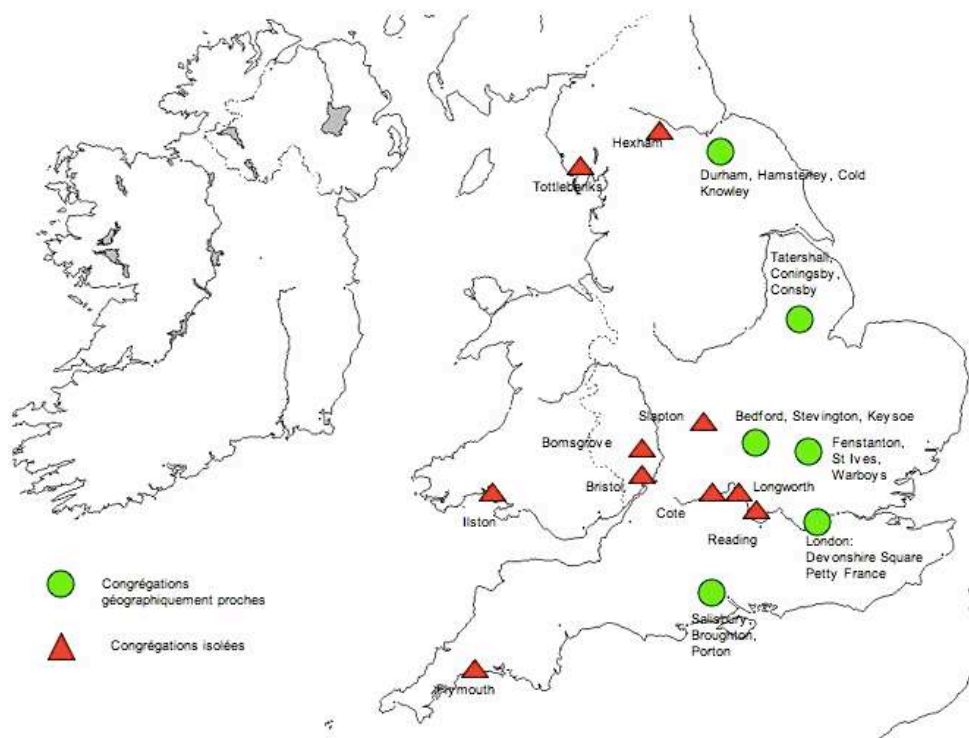 Hexham
Tottlebanks
Durham, Hamsterley, Cold
Knowley
Tatershall,
Coningsby,
Consby
Slapton
Bedford, Stevington, Keysoe
Bomsgrove
Fenstanton,
St Ives,
Warboys
Bristol
Longworth
Ilston
Cote
Reading
London:
Devonshire Square
Petty France
Congrégations
géographiquement proches
Salisbury,
Broughton,
Porton
Congrégations isolées
Plymouth